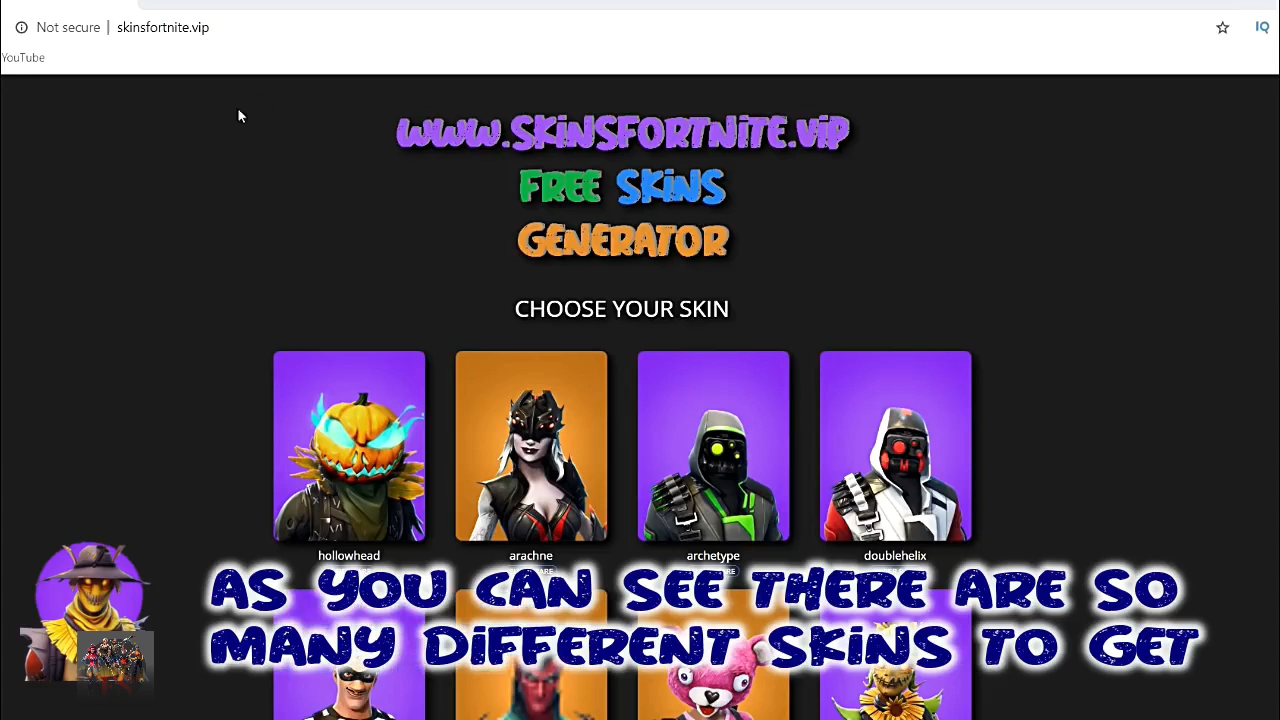 Not secure | skinsfortnite.vip
IQ
YouTube
WWW.SKINSFORTNITE.VIP
FREE SKINS
GENERATOR
CHOOSE YOUR SKIN
hollowhead arachne archetype doublehelix
AS YOU CAN SEE THERE ARE SO
MANY DIFFERENT SKINS TO GET